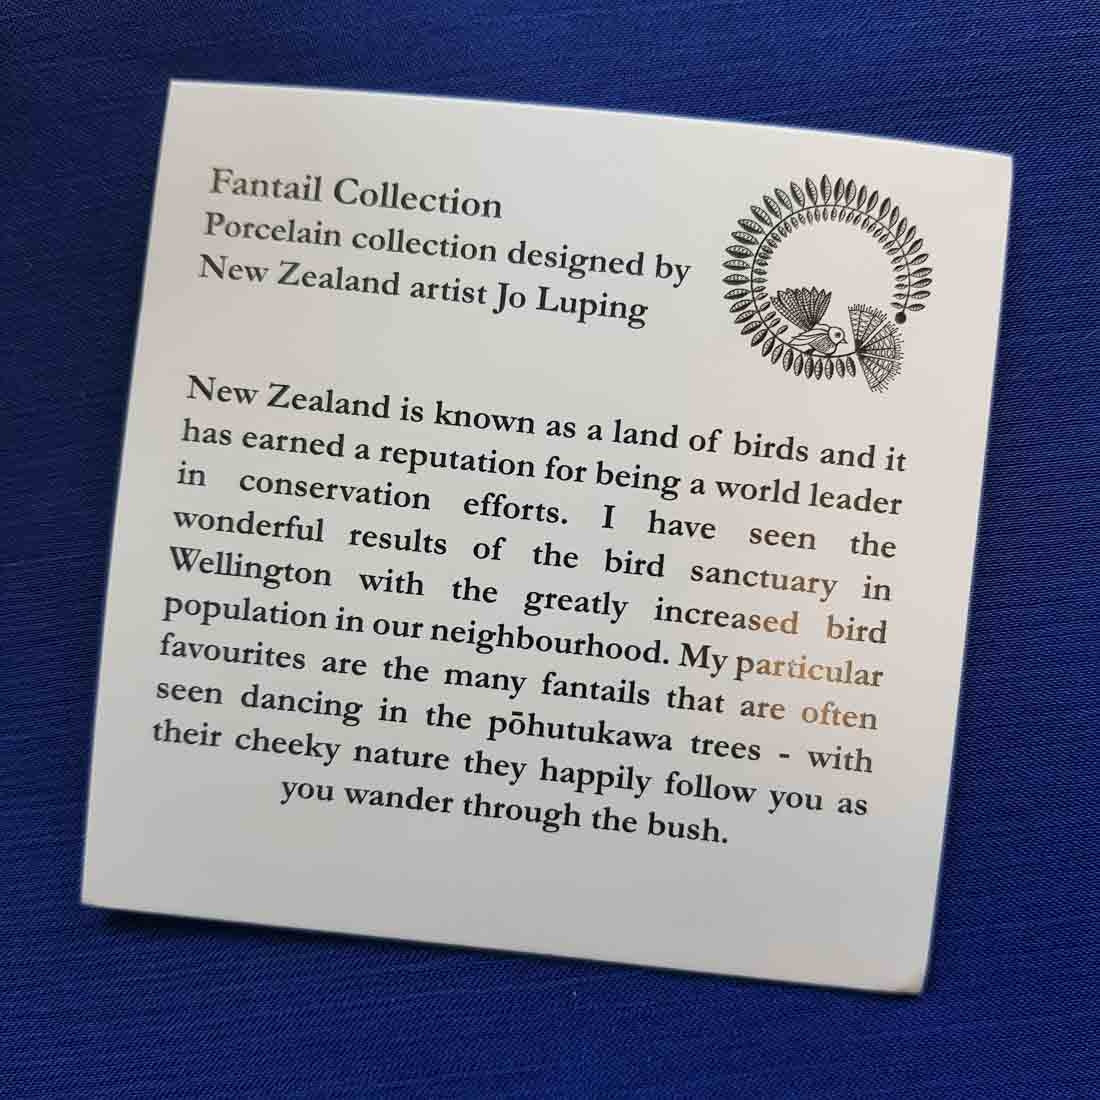 Fantail Collection
Porcelain collection designed by
New Zealand artist Jo Luping
New Zealand is known as a land of birds and it
has earned a reputation for being a world leader
in conservation efforts. I have seen the
wonderful results of the bird sanctuary in
Wellington with the greatly increased bird
population in our neighbourhood. My particular
favourites are the many fantails that are often
seen dancing in the pōhutukawa trees - with
their cheeky nature they happily follow you as
you wander through the bush.